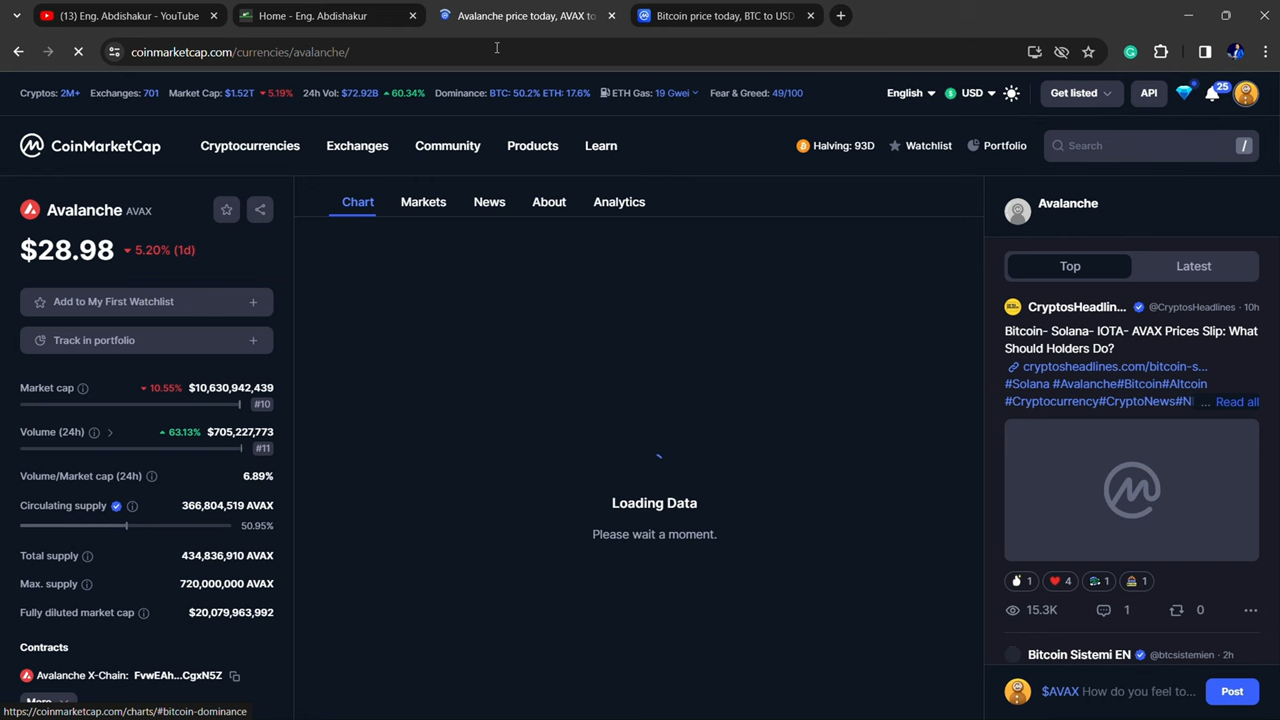 (13) Eng. Abdishakur - YouTube
Home - Eng. Abdishakur
Avalanche price today, AVAX to
Bitcoin price today, BTC to USD
coinmarketcap.com/currencies/avalanche/
Cryptos: 2M+ Exchanges: 701 Market Cap: $1.52T 5.19% 24h Vol: $72.92B 60.34% Dominance: BTC: 50.2% ETH: 17.6% ETH Gas: 19 Gwei Fear & Greed: 49/100
English USD Get listed API 25
CoinMarketCap Cryptocurrencies Exchanges Community Products Learn Halving: 93D Watchlist Portfolio Search /
Avalanche AVAX
$28.98 5.20% (1d)
Add to My First Watchlist +
Track in portfolio +
Market cap 10.55% $10,630,942,439
#10
Volume (24h) 63.13% $705,227,773
#11
Volume/Market cap (24h) 6.89%
Circulating supply 366,804,519 AVAX
50.95%
Total supply 434,836,910 AVAX
Max. supply 720,000,000 AVAX
Fully diluted market cap $20,079,963,992
Contracts
Avalanche X-Chain: FvwEAh...CgxN5Z
More
https://coinmarketcap.com/charts/#bitcoin-dominance
Chart Markets News About Analytics
Loading Data
Please wait a moment.
Avalanche
Top Latest
CryptosHeadlin... @CryptosHeadlines · 10h
Bitcoin- Solana- IOTA- AVAX Prices Slip: What
Should Holders Do?
cryptosheadlines.com/bitcoin-s...
#Solana #Avalanche#Bitcoin#Altcoin
#Cryptocurrency#CryptoNews#NI ... Read all
1 4 1 1
15.3K 1 0
Bitcoin Sistemi EN @btcsistemien · 2h
$AVAX How do you feel to... Post